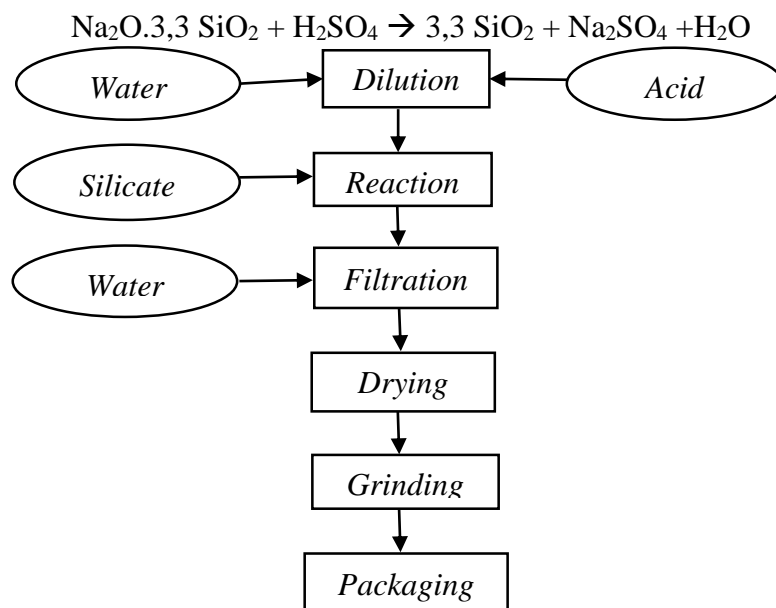 Na₂O.3,3 SiO₂ + H₂SO₄ → 3,3 SiO₂ + Na₂SO₄ +H₂O
Water
Dilution
Acid
Silicate
Reaction
Water
Filtration
Drying
Grinding
Packaging